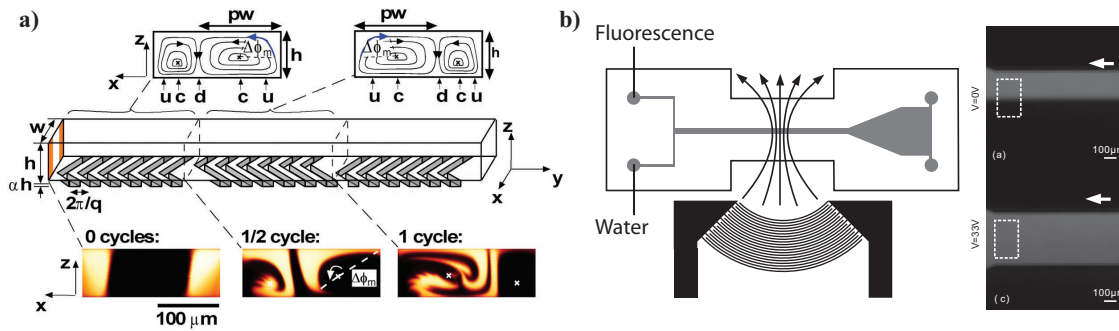 a)
pw
z
Δϕm
h
x
u c d c u
pw
Δϕm
h
u c d c u
w
h
αh
2π/q
z
y
x
0 cycles:
1/2 cycle:
1 cycle:
z
x
Δϕm
100 μm
b)
Fluorescence
Water
V=0V
(a)
100μm
V=33V
(c)
100μm